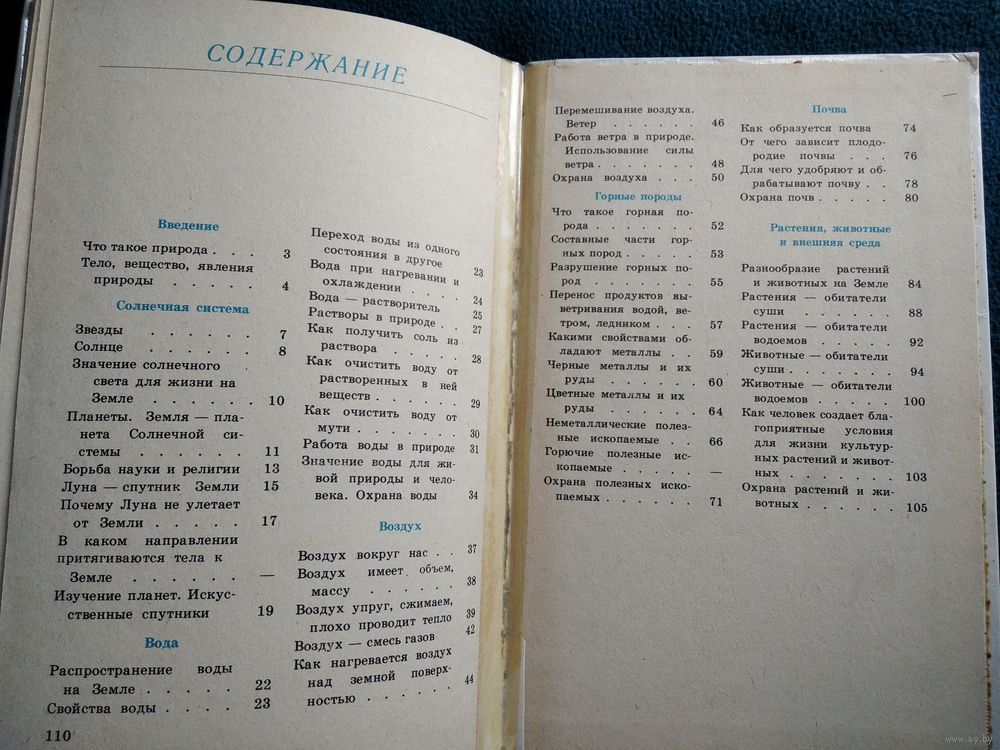 СОДЕРЖАНИЕ
Введение
Что такое природа . . . 3
Тело, вещество, явления
природы . . . . . 4
Солнечная система
Звезды . . . . . . 7
Солнце . . . . . . 8
Значение солнечного
света для жизни на
Земле . . . . . . 10
Планеты. Земля — пла-
нета Солнечной си-
стемы . . . . . . 11
Борьба науки и религии 13
Луна — спутник Земли 15
Почему Луна не улетает
от Земли . . . . . 17
В каком направлении
притягиваются тела к
Земле . . . . . . —
Изучение планет. Искус-
ственные спутники 19
Вода
Распространение воды
на Земле . . . . . 22
Свойства воды . . . . 23
110
Переход воды из одного
состояния в другое 23
Вода при нагревании и
охлаждении . . . . 24
Вода — растворитель 25
Растворы в природе . . 27
Как получить соль из
раствора . . . . . 28
Как очистить воду от
растворенных в ней
веществ . . . . . . 29
Как очистить воду от
мути . . . . . . . 30
Работа воды в природе 31
Значение воды для жи-
вой природы и чело-
века. Охрана воды 34
Воздух
Воздух вокруг нас . . 37
Воздух имеет объем,
массу . . . . . . 38
Воздух упруг, сжимаем,
плохо проводит тепло 39
Воздух — смесь газов 42
Как нагревается воздух
над земной поверх-
ностью . . . . . . 44
Перемешивание воздуха.
Ветер . . . . . . 46
Работа ветра в природе.
Использование силы
ветра . . . . . . . 48
Охрана воздуха . . . 50
Горные породы
Что такое горная по-
рода . . . . . . . 52
Составные части гор-
ных пород . . . . . 53
Разрушение горных по-
род . . . . . . . 55
Перенос продуктов вы-
ветривания водой, ве-
тром, ледником . . . 57
Какими свойствами об-
ладают металлы . . 59
Черные металлы и их
руды . . . . . . . 60
Цветные металлы и их
руды . . . . . . . 64
Неметаллические полез-
ные ископаемые . . 66
Горючие полезные ис-
копаемые . . . . . —
Охрана полезных иско-
паемых . . . . . . 71
Почва
Как образуется почва 74
От чего зависит плодо-
родие почвы . . . 76
Для чего удобряют и об-
рабатывают почву . . 78
Охрана почв . . . . . 80
Растения, животные
и внешняя среда
Разнообразие растений
и животных на Земле 84
Растения — обитатели
суши . . . . . . 88
Растения — обитатели
водоемов . . . . . 92
Животные — обитатели
суши . . . . . . . 94
Животные — обитатели
водоемов . . . . . 100
Как человек создает бла-
гоприятные условия
для жизни культур-
ных растений и живот-
ных . . . . . . . 103
Охрана растений и жи-
вотных . . . . . . 105
www.ay.by